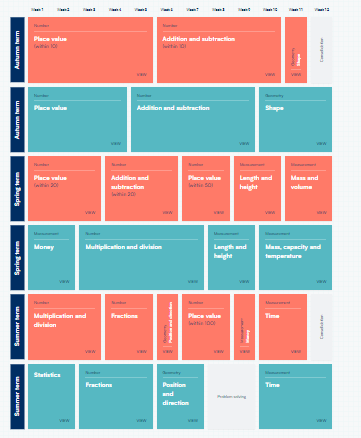 Week 1 Week 2 Week 3 Week 4 Week 5 Week 6 Week 7 Week 8 Week 9 Week 10 Week 11 Week 12
Autumn term
Number
Place value
(within 10)
VIEW
Number
Addition and subtraction
(within 10)
VIEW
Geometry
Shape
VIEW
Consolidation
Autumn term
Number
Place value
VIEW
Number
Addition and subtraction
VIEW
Geometry
Shape
VIEW
Spring term
Number
Place value
(within 20)
VIEW
Number
Addition and
subtraction
(within 20)
VIEW
Number
Place value
(within 50)
VIEW
Measurement
Length and
height
VIEW
Measurement
Mass and
volume
VIEW
Spring term
Measurement
Money
VIEW
Number
Multiplication and division
VIEW
Measurement
Length and
height
VIEW
Measurement
Mass, capacity and
temperature
VIEW
Summer term
Number
Multiplication and
division
VIEW
Number
Fractions
VIEW
Geometry
Position and direction
VIEW
Number
Place value
(within 100)
VIEW
Measurement
Money
VIEW
Measurement
Time
VIEW
Consolidation
Summer term
Statistics
VIEW
Number
Fractions
VIEW
Geometry
Position
and
direction
VIEW
Problem solving
Measurement
Time
VIEW